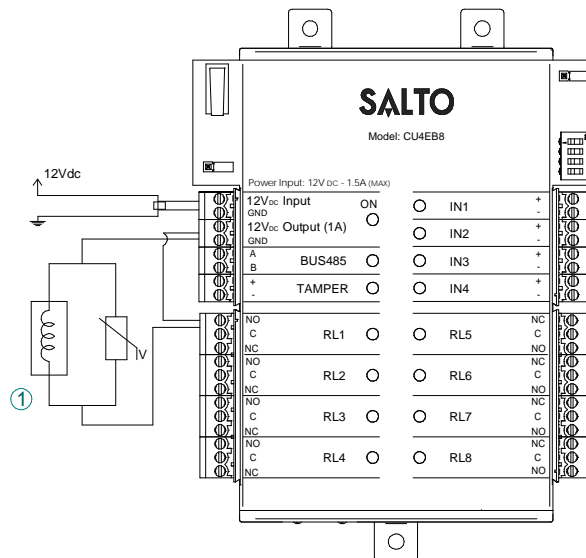 SALTO
Model: CU4EB8
12Vdc
Power Input: 12V DC - 1.5A (MAX)
12VDC Input
GND
ON
12VDC Output (1A)
GND
A
B
BUS485
+
-
TAMPER
IN1
+
-
IN2
+
-
IN3
+
-
IN4
+
-
NO
C
NC
RL1
NO
C
NC
RL2
NO
C
NC
RL3
NO
C
NC
RL4
RL5
NC
C
NO
RL6
NC
C
NO
RL7
NC
C
NO
RL8
NC
C
NO
V
1